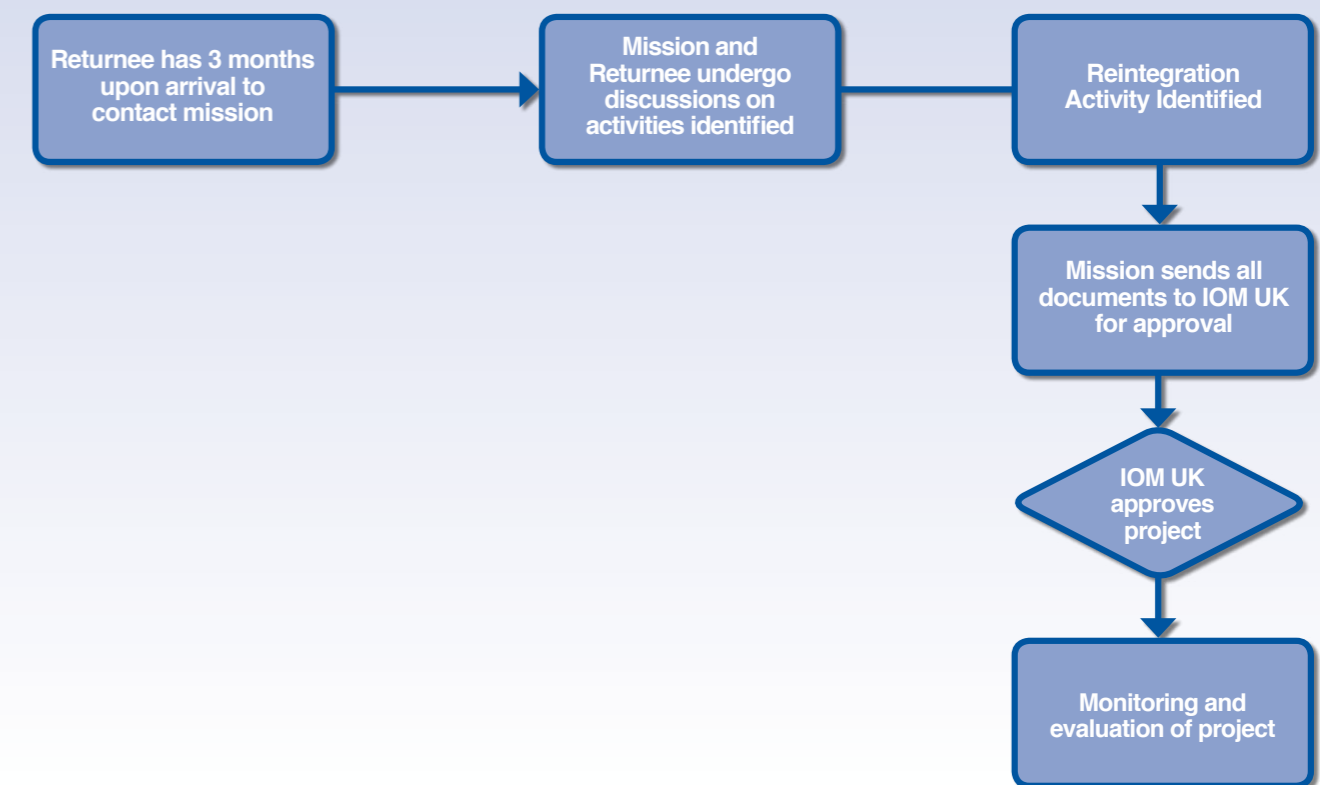 Returnee has 3 months
upon arrival to
contact mission
Mission and
Returnee undergo
discussions on
activities identified
Reintegration
Activity Identified
Mission sends all
documents to IOM UK
for approval
IOM UK
approves
project
Monitoring and
evaluation of project